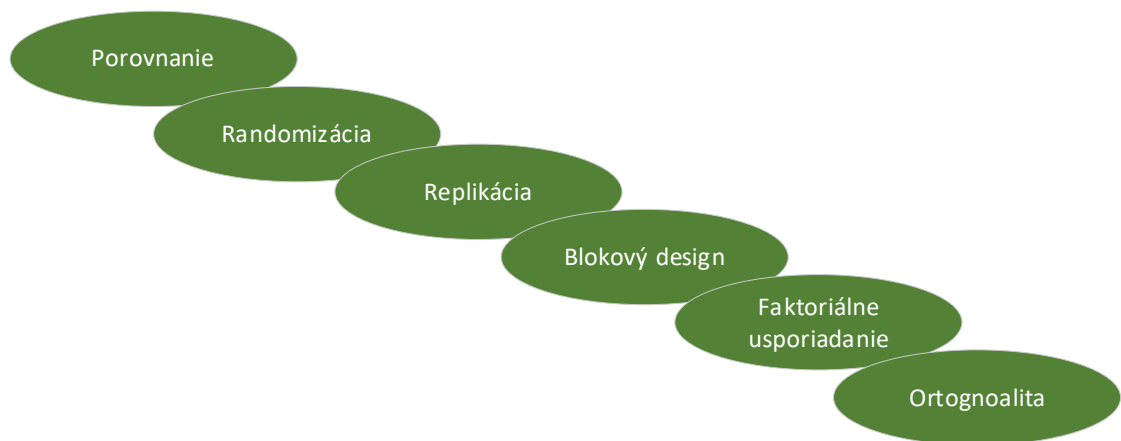 Porovnanie
Randomizácia
Replikácia
Blokový design
Faktoriálne
usporiadanie
Ortognoalita